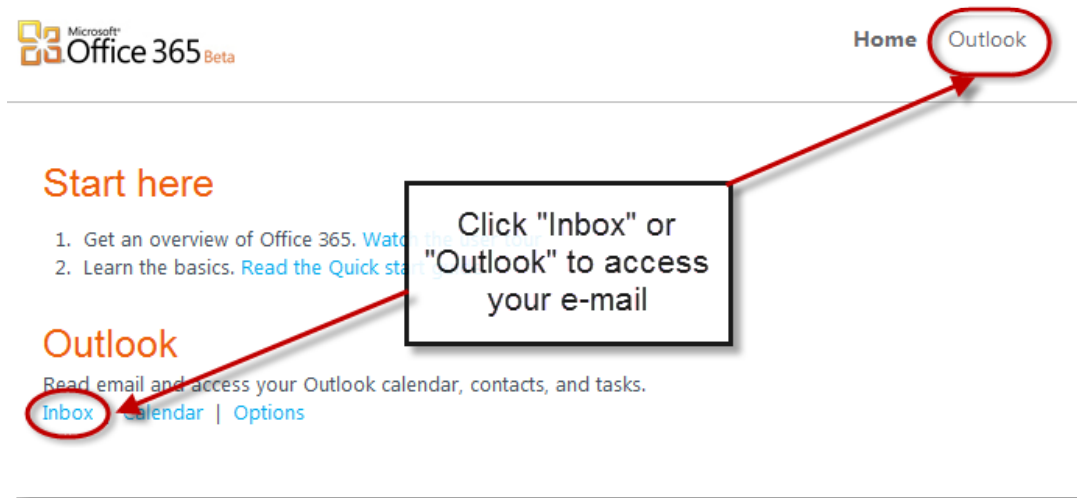 Microsoft®
Office 365 Beta
Home Outlook
Start here
1. Get an overview of Office 365. Watch the user tour
2. Learn the basics. Read the Quick start
Click "Inbox" or
"Outlook" to access
your e-mail
Outlook
Read email and access your Outlook calendar, contacts, and tasks.
Inbox | Calendar | Options